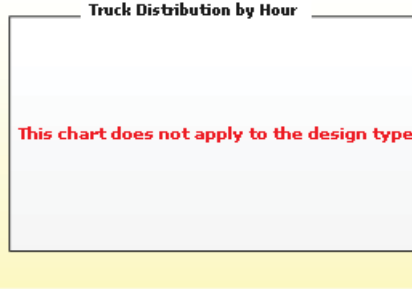 Truck Distribution by Hour
This chart does not apply to the design type